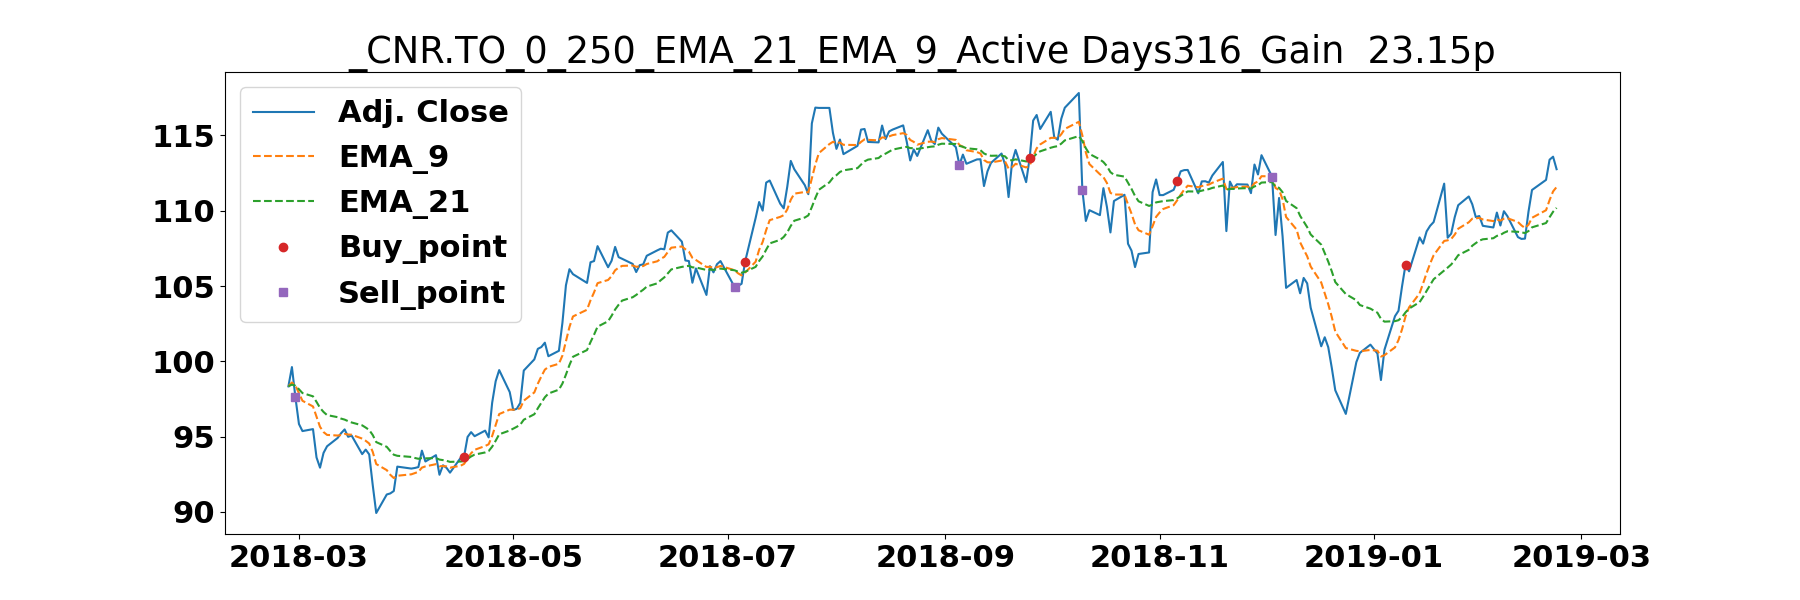 _CNR.TO_0_250_EMA_21_EMA_9_Active Days316_Gain  23.15p
Adj. Close
EMA_9
EMA_21
Buy_point
Sell_point
115
110
105
100
95
90
2018-03 2018-05 2018-07 2018-09 2018-11 2019-01 2019-03